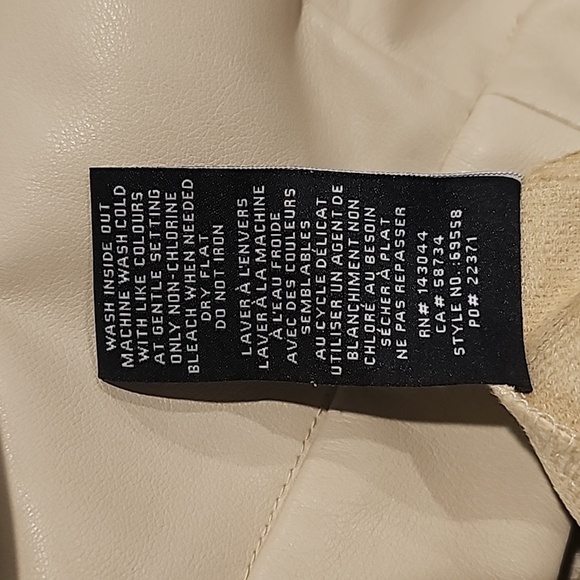 WASH INSIDE OUT
MACHINE WASH COLD
WITH LIKE COLOURS
AT GENTLE SETTING
ONLY NON-CHLORINE
BLEACH WHEN NEEDED
DRY FLAT
DO NOT IRON
LAVER À L'ENVERS
LAVER À LA MACHINE
À L'EAU FROIDE
AVEC DES COULEURS
SEMBLABLES
AU CYCLE DÉLICAT
UTILISER UN AGENT DE
BLANCHIMENT NON
CHLORÉ AU BESOIN
SÉCHER À PLAT
NE PAS REPASSER
RN# 143044
CA# 58734
STYLE NO.:69558
PO# 22371